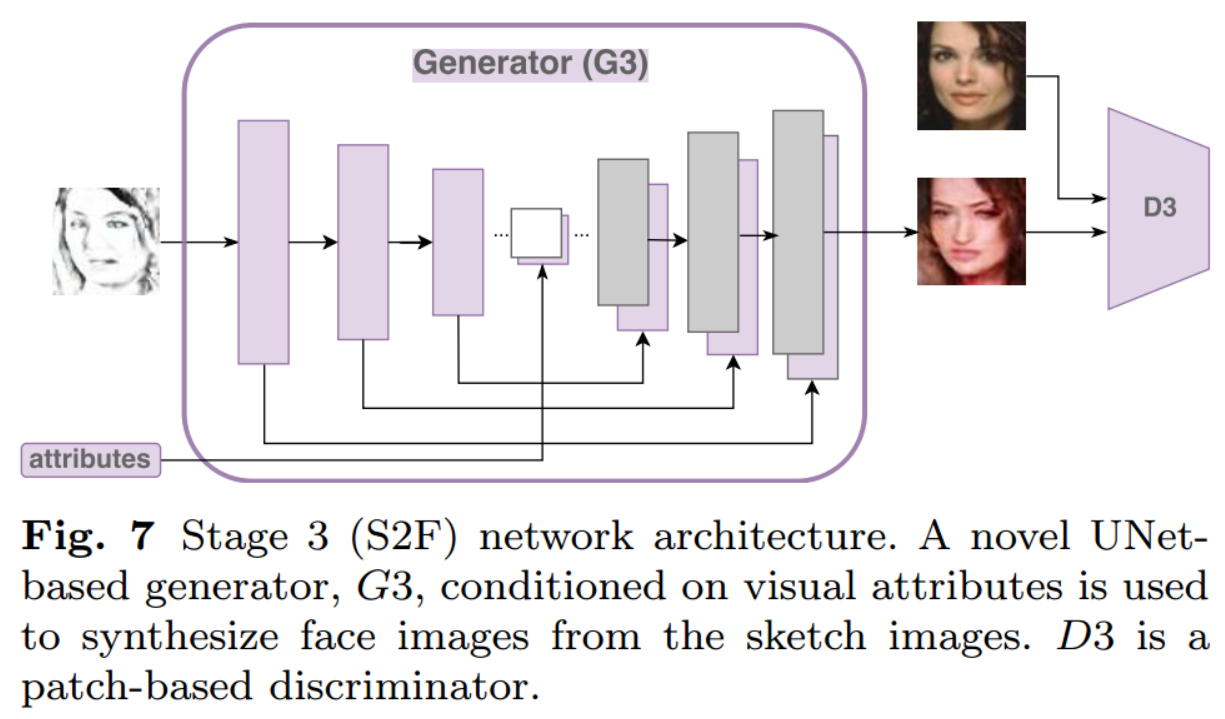 Generator (G3)
D3
...
...
attributes
Fig. 7 Stage 3 (S2F) network architecture. A novel UNet-
based generator, G3, conditioned on visual attributes is used
to synthesize face images from the sketch images. D3 is a
patch-based discriminator.